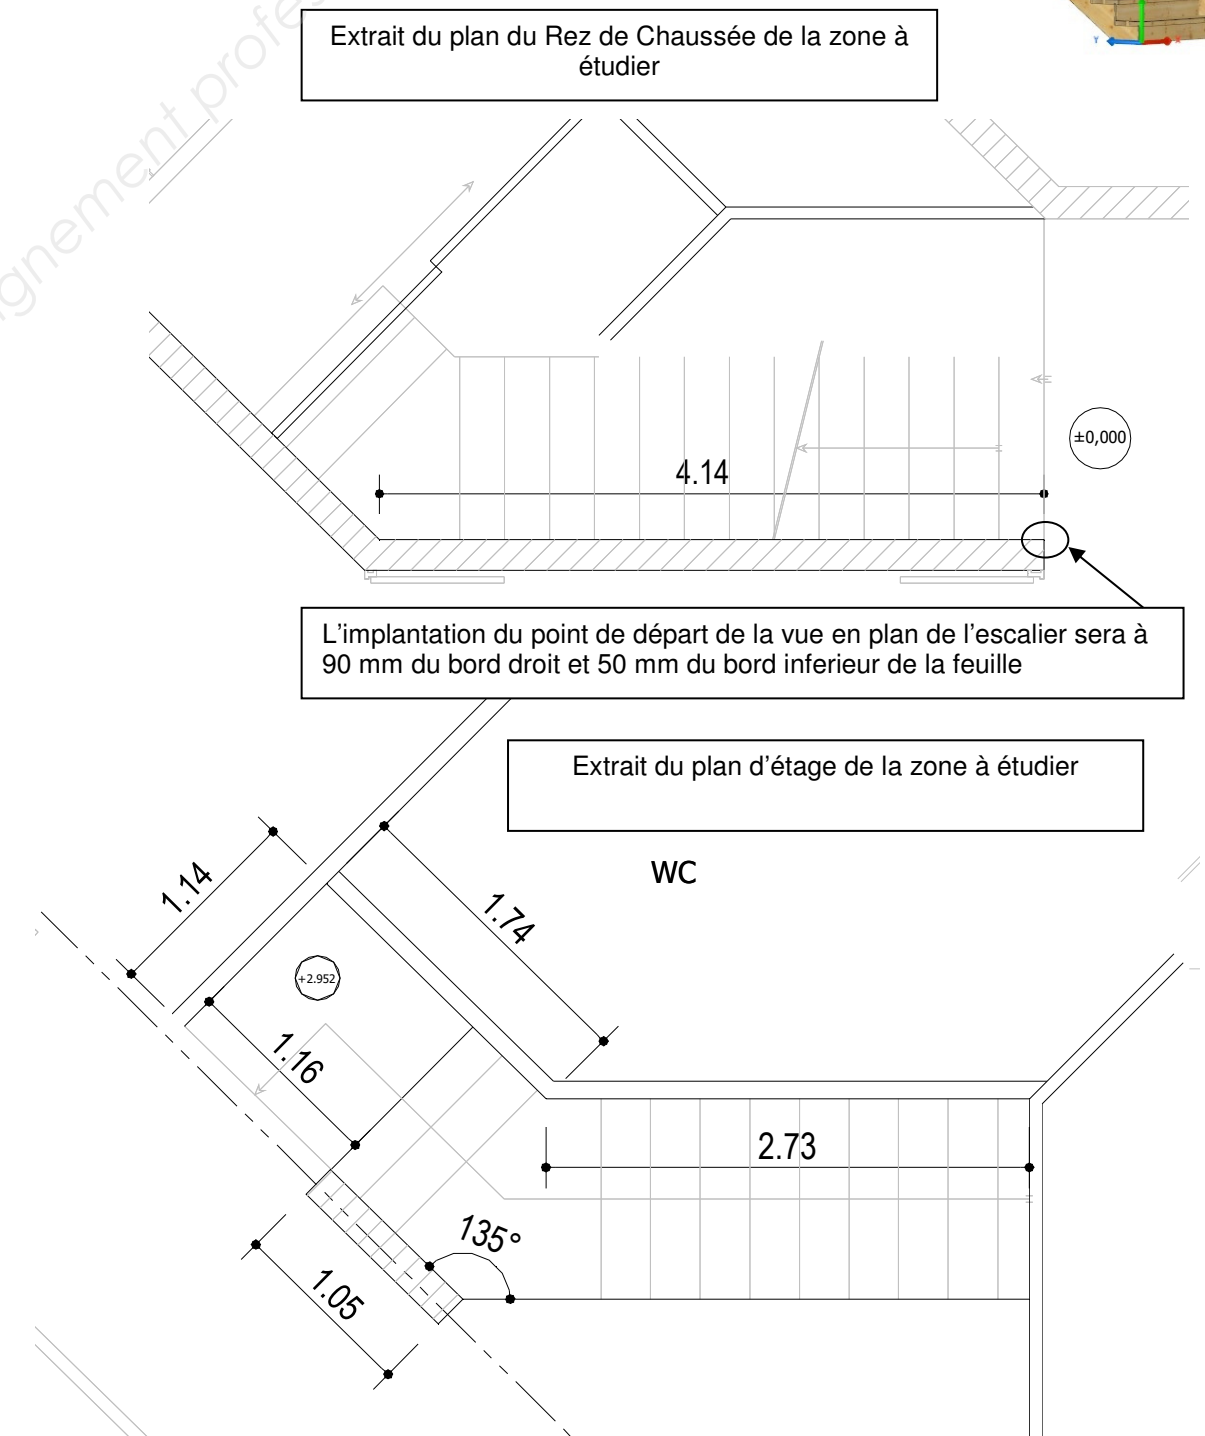 Extrait du plan du Rez de Chaussée de la zone à
étudier
±0,000
4.14
L'implantation du point de départ de la vue en plan de l'escalier sera à
90 mm du bord droit et 50 mm du bord inferieur de la feuille
Extrait du plan d'étage de la zone à étudier
WC
1.14
1.74
+2.952
1.16
2.73
135°
1.05